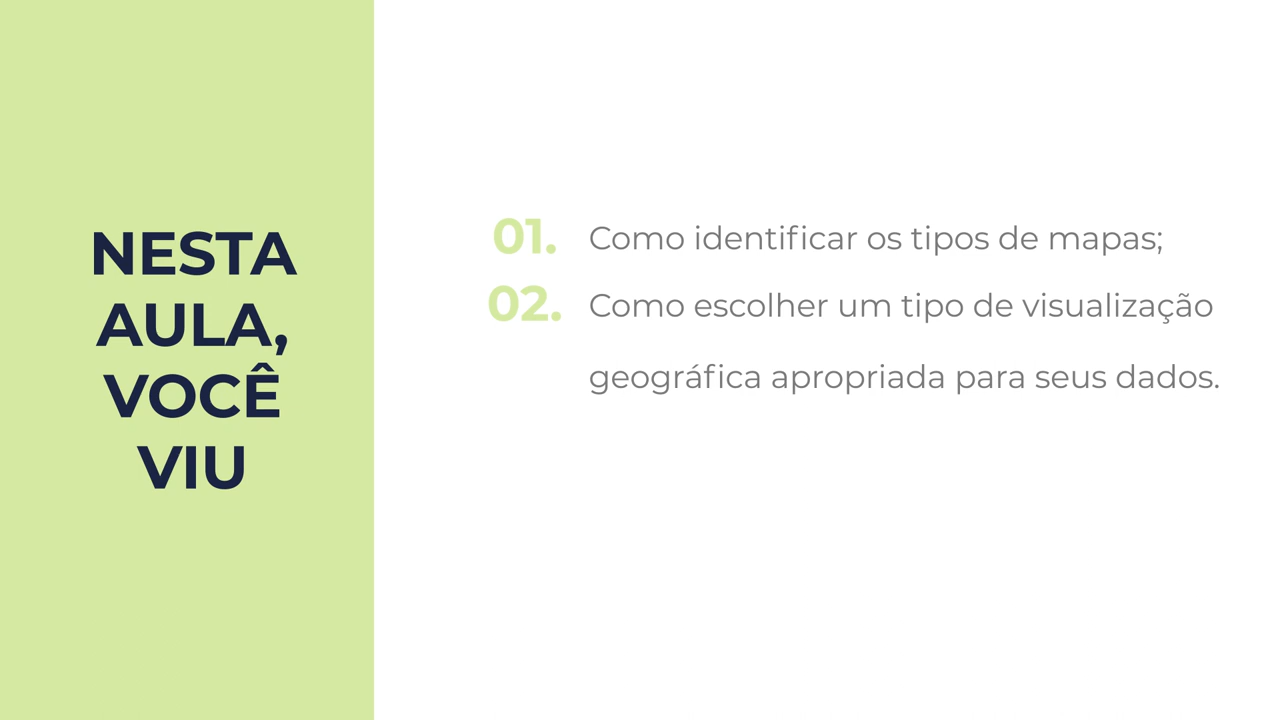 NESTA
AULA,
VOCÊ
VIU
01. Como identificar os tipos de mapas;
02. Como escolher um tipo de visualização
geográfica apropriada para seus dados.